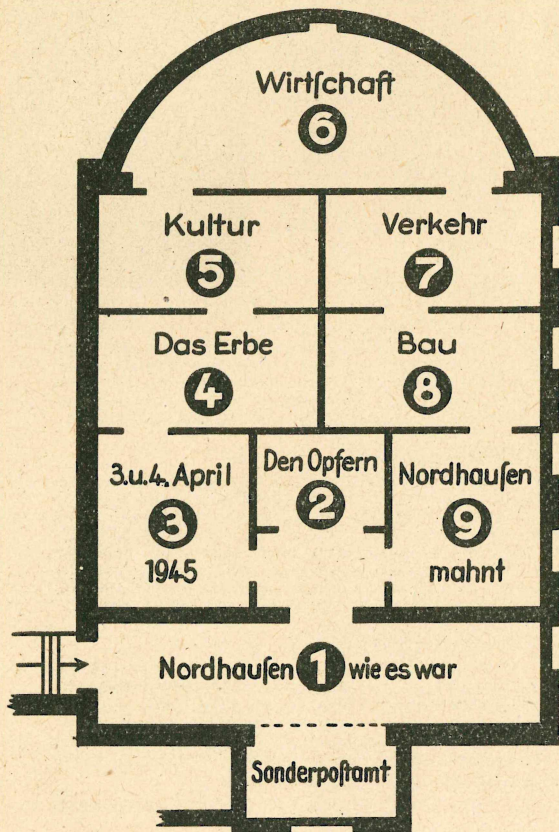 Wirtſchaft
6
Kultur
5
Verkehr
7
Das Erbe
4
Bau
8
3.u.4. April
3
1945
Den Opfern
2
Nordhauſen
9
mahnt
Nordhauſen 1 wie es war
Sonderpoſtamt